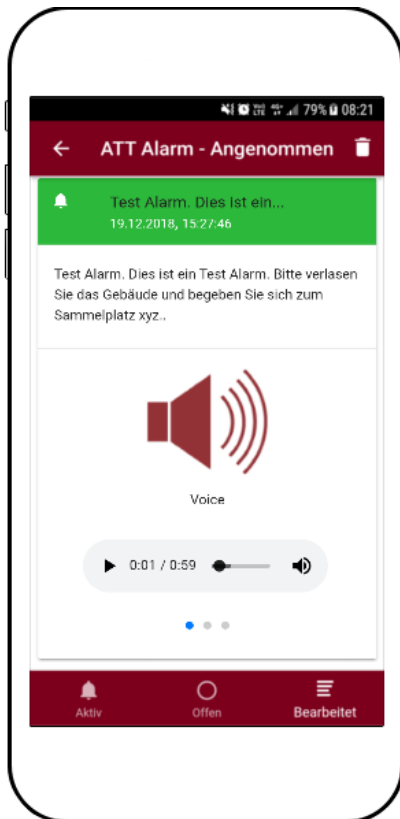 79% 08:21
ATT Alarm - Angenommen
Test Alarm. Dies ist ein...
19.12.2018, 15:27:46
Test Alarm. Dies ist ein Test Alarm. Bitte verlasen
Sie das Gebäude und begeben Sie sich zum
Sammelplatz xyz..
Voice
0:01 / 0:59
Aktiv Offen Bearbeitet